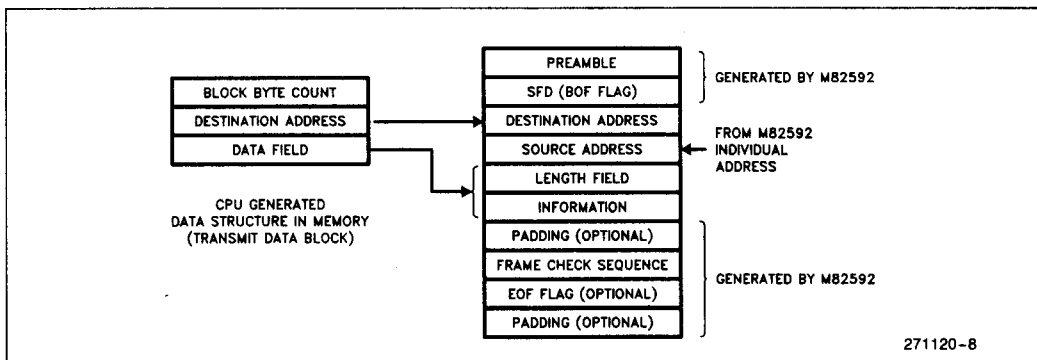 BLOCK BYTE COUNT
DESTINATION ADDRESS
DATA FIELD
CPU GENERATED
DATA STRUCTURE IN MEMORY
(TRANSMIT DATA BLOCK)
PREAMBLE
SFD (BOF FLAG)
DESTINATION ADDRESS
SOURCE ADDRESS
LENGTH FIELD
INFORMATION
PADDING (OPTIONAL)
FRAME CHECK SEQUENCE
EOF FLAG (OPTIONAL)
PADDING (OPTIONAL)
GENERATED BY M82592
FROM M82592
INDIVIDUAL
ADDRESS
GENERATED BY M82592
271120-8